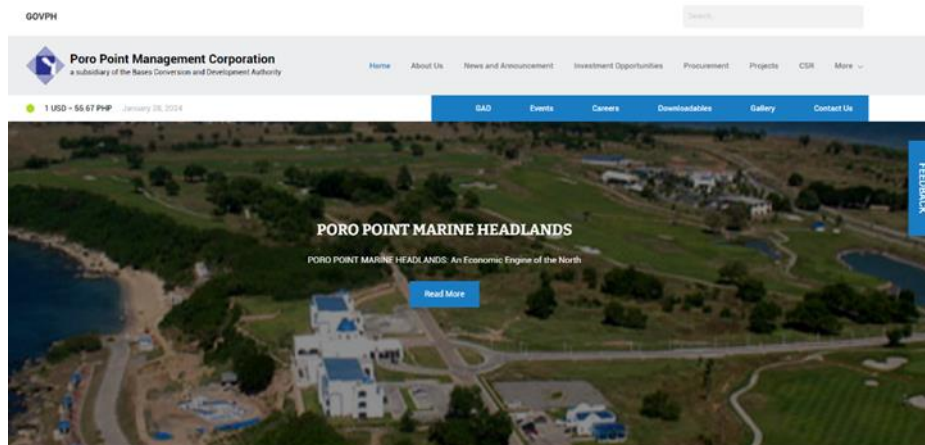 GOVPH
Search...
Poro Point Management Corporation
a subsidiary of the Bases Conversion and Development Authority
Home About Us News and Announcement Investment Opportunities Procurement Projects CSR More
1 USD = 55.67 PHP January 28, 2024
GAD Events Careers Downloadables Gallery Contact Us
FEEDBACK
PORO POINT MARINE HEADLANDS
PORO POINT MARINE HEADLANDS: An Economic Engine of the North
Read More